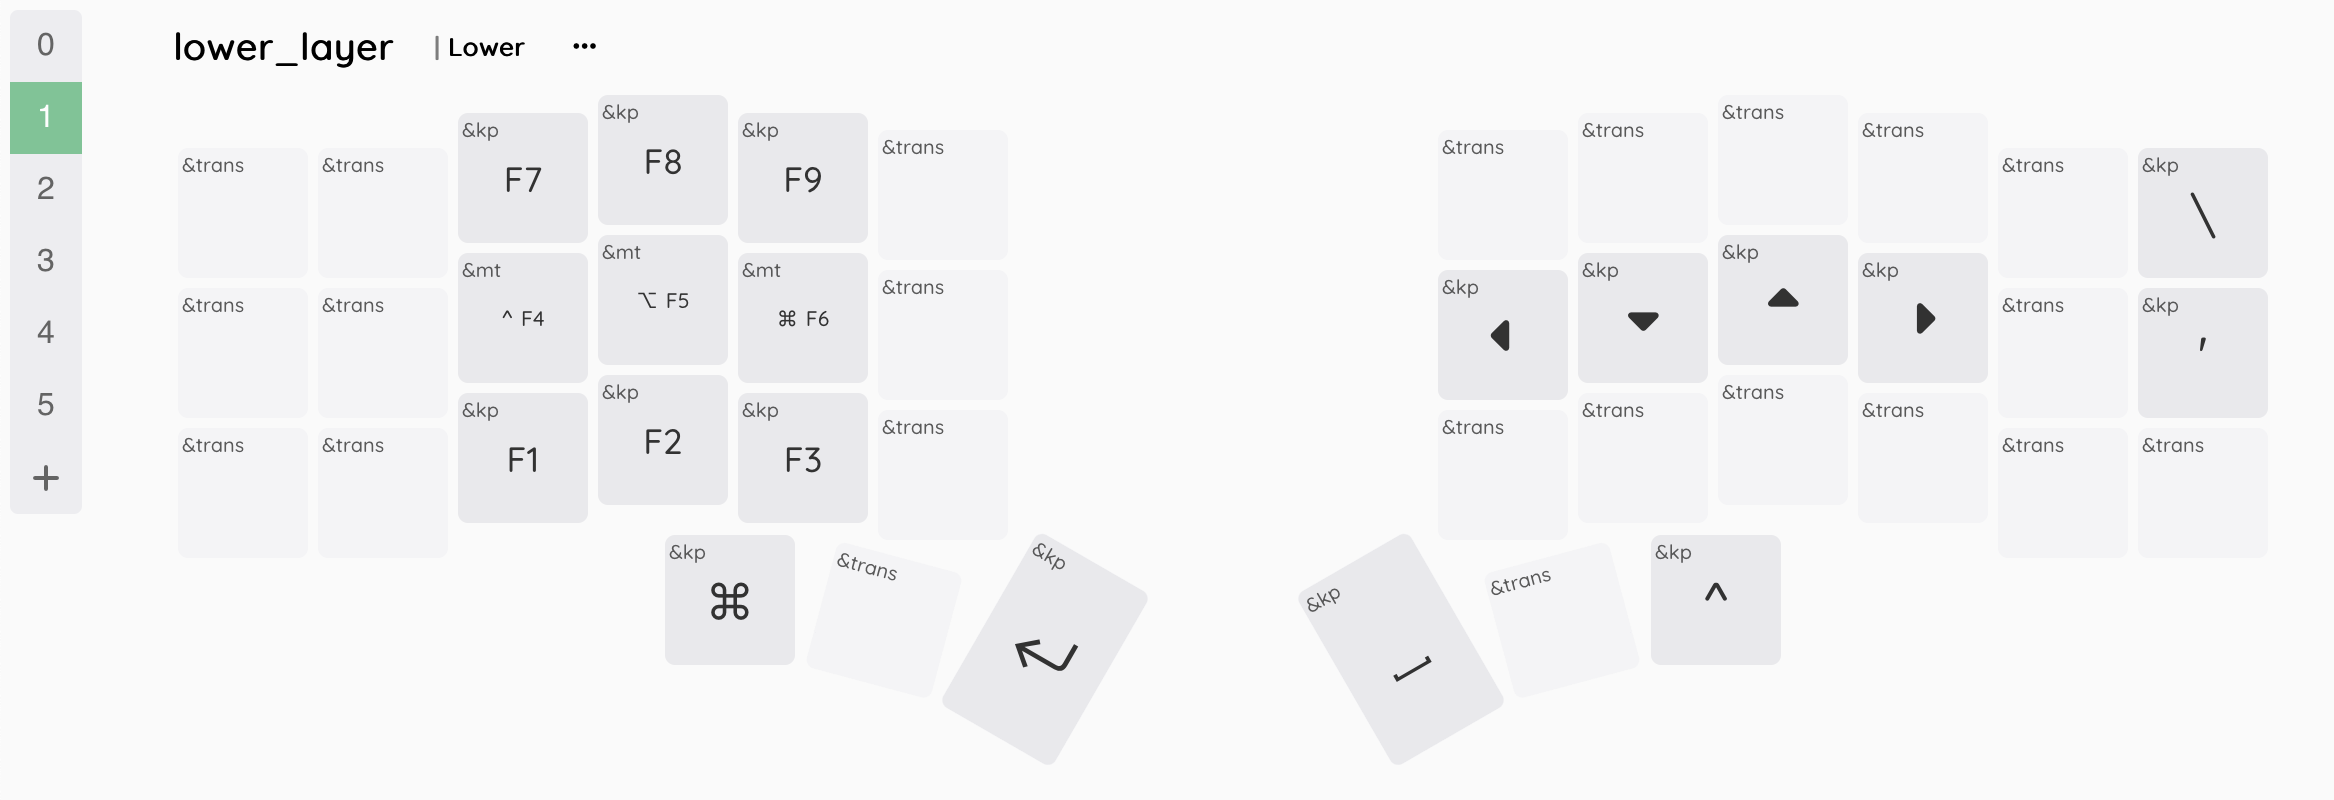 0
1
2
3
4
5
+
lower_layer | Lower •••
&trans &trans &kp F7 &kp F8 &kp F9 &trans &trans &trans &trans &trans &trans &kp \
&trans &trans &mt ^ F4 &mt ⌥ F5 &mt ⌘ F6 &trans &kp ◀ &kp ▼ &kp ▲ &kp ▶ &trans &kp '
&trans &trans &kp F1 &kp F2 &kp F3 &trans &trans &trans &trans &trans &trans &trans
&kp ⌘ &trans &kp ↵ &kp ⎵ &trans &kp ^